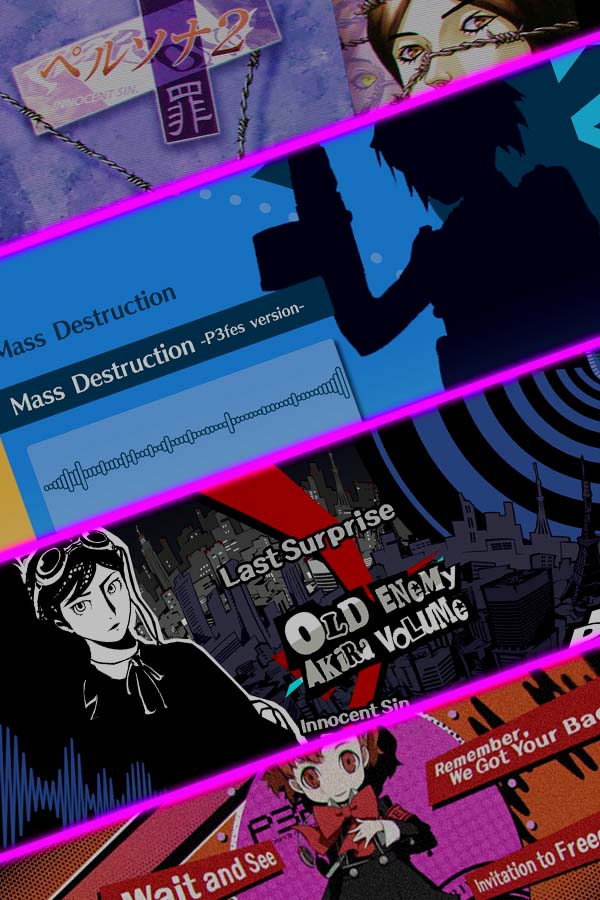 ペルソナ2
INNOCENT SIN.
罪
Mass Destruction
Mass Destruction -P3fes version-
Last Surprise
OLD ENEMY
AKIRA VOLUME
Innocent Sin
Remember,
We Got Your Bac
Wait and See
Invitation to Free